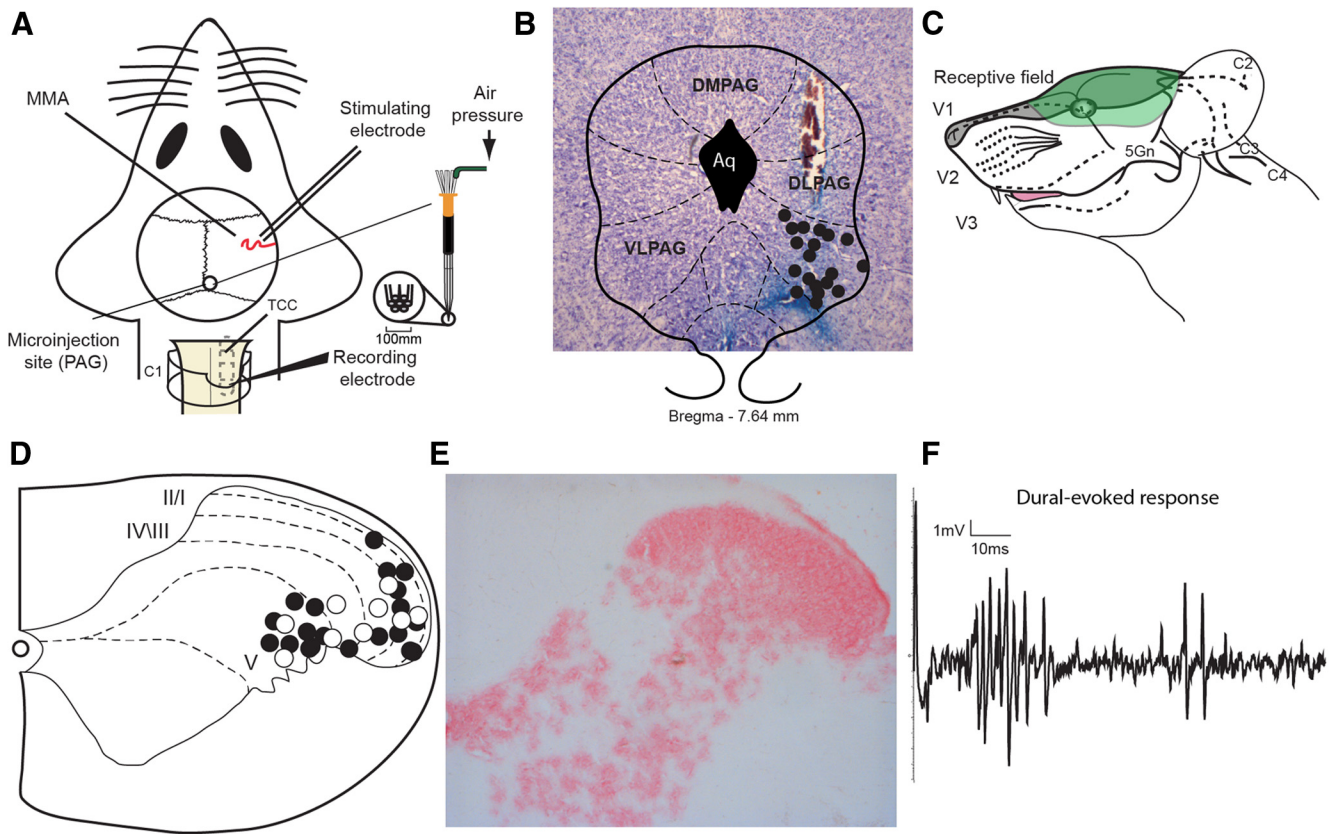 A
MMA
Stimulating
electrode
Air
pressure
TCC
100mm
Microinjection
site (PAG)
C1
Recording
electrode
B
DMPAG
Aq
DLPAG
VLPAG
Bregma - 7.64 mm
C
Receptive field
V1
V2
V3
5Gn
C2
C3
C4
D
II/I
IV\III
V
E
F
Dural-evoked response
1mV
10ms